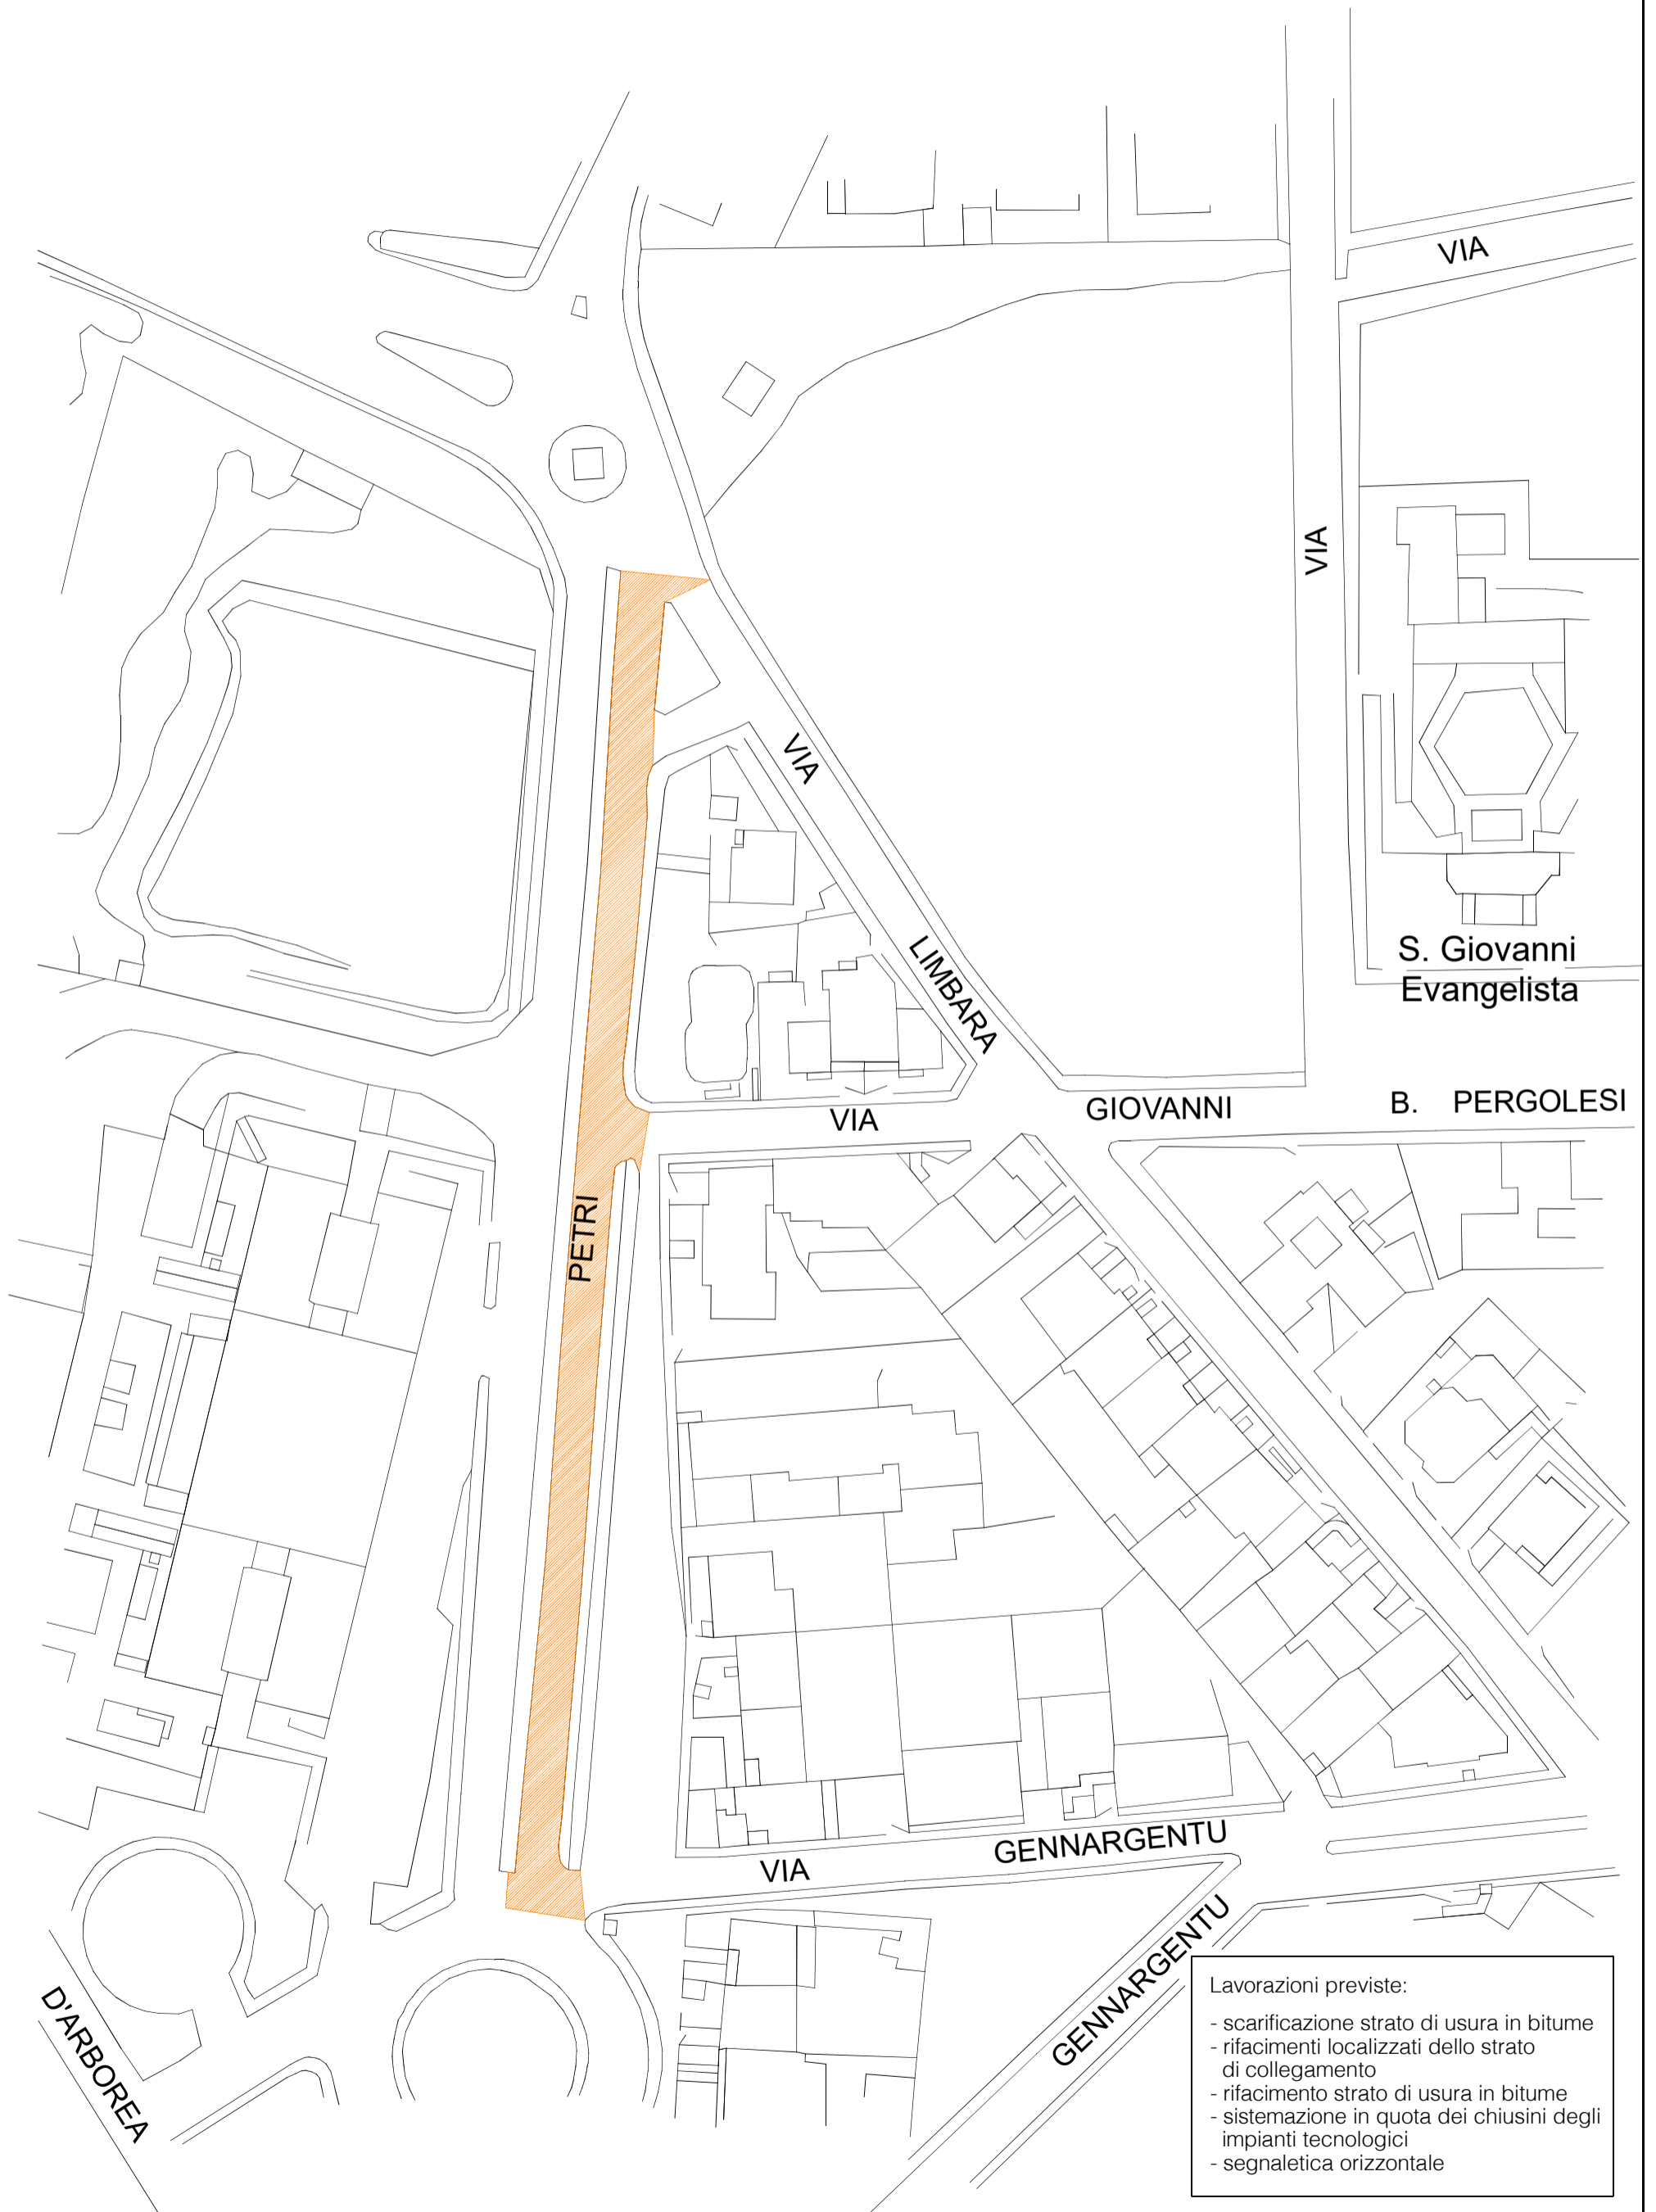 VIA
VIA
VIA
LIMBARA
S. Giovanni
Evangelista
VIA
GIOVANNI
B. PERGOLESI
PETRI
VIA
GENNARGENTU
GENNARGENTU
D'ARBOREA
Lavorazioni previste:
- scarificazione strato di usura in bitume
- rifacimenti localizzati dello strato
di collegamento
- rifacimento strato di usura in bitume
- sistemazione in quota dei chiusini degli
impianti tecnologici
- segnaletica orizzontale